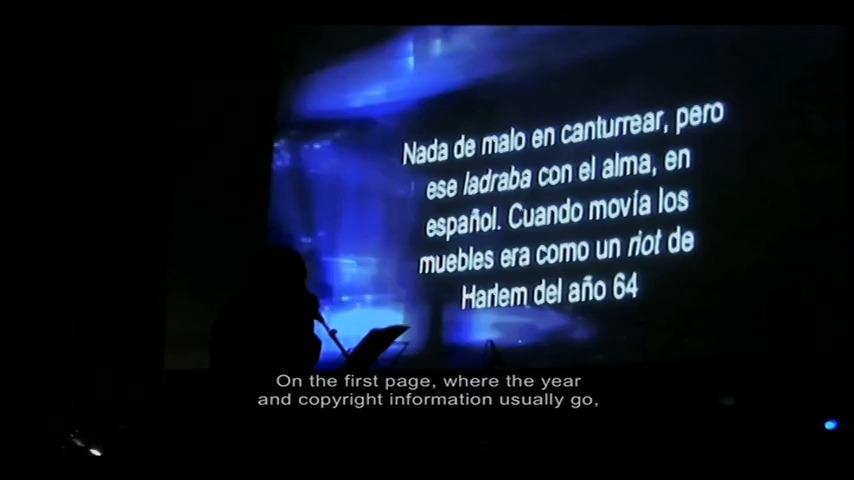 Nada de malo en canturrear, pero
ese ladraba con el alma, en
español. Cuando movía los
muebles era como un riot de
Harlem del año 64
On the first page, where the year
and copyright information usually go,